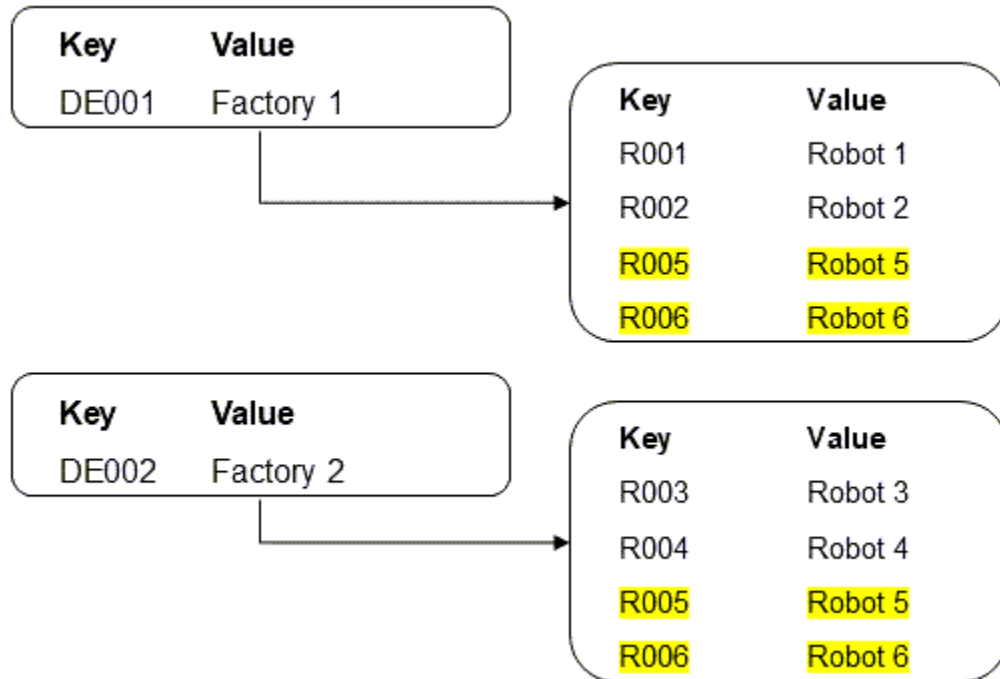 Key Value
DE001 Factory 1
Key Value
R001 Robot 1
R002 Robot 2
R005 Robot 5
R006 Robot 6
Key Value
DE002 Factory 2
Key Value
R003 Robot 3
R004 Robot 4
R005 Robot 5
R006 Robot 6